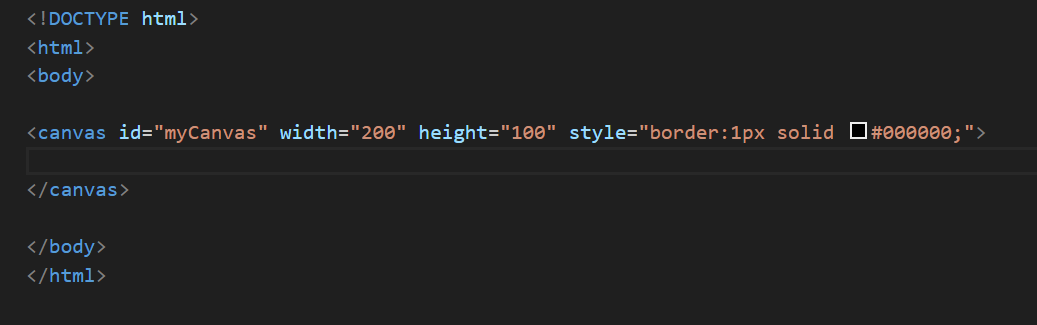 <!DOCTYPE html>
<html>
<body>
<canvas id="myCanvas" width="200" height="100" style="border:1px solid #000000;">
</canvas>
</body>
</html>